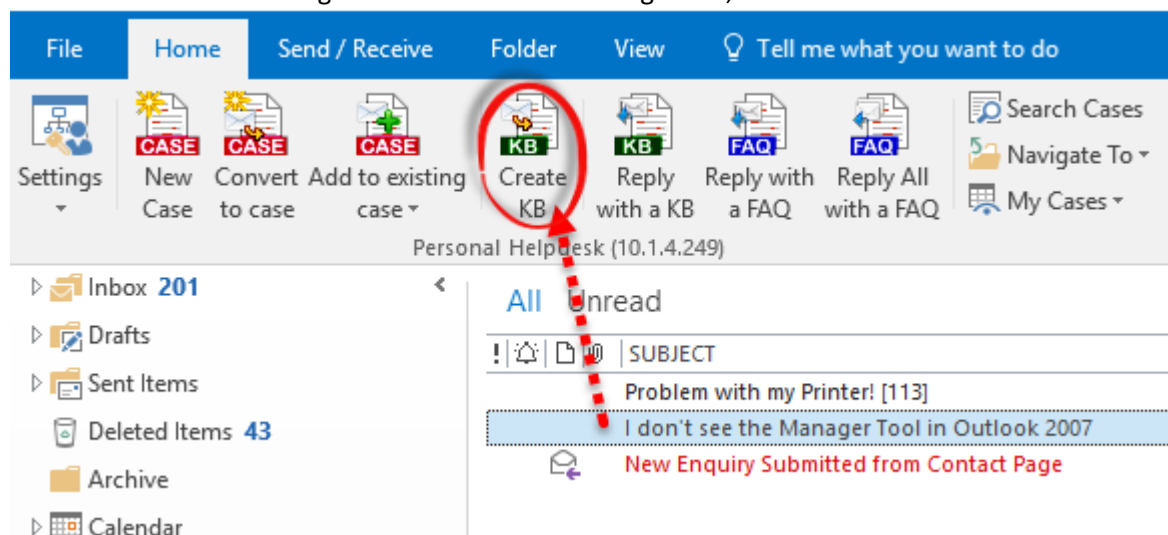 File Home Send / Receive Folder View Tell me what you want to do
CASE CASE CASE KB KB FAQ FAQ Search Cases
Settings New Convert Add to existing Create Reply Reply with Reply All Navigate To
Case to case case KB with a KB a FAQ with a FAQ My Cases
Personal Helpdesk (10.1.4.249)
Inbox 201
All Unread
Drafts
! SUBJECT
Sent Items
Problem with my Printer! [113]
Deleted Items 43
I don't see the Manager Tool in Outlook 2007
Archive
New Enquiry Submitted from Contact Page
Calendar